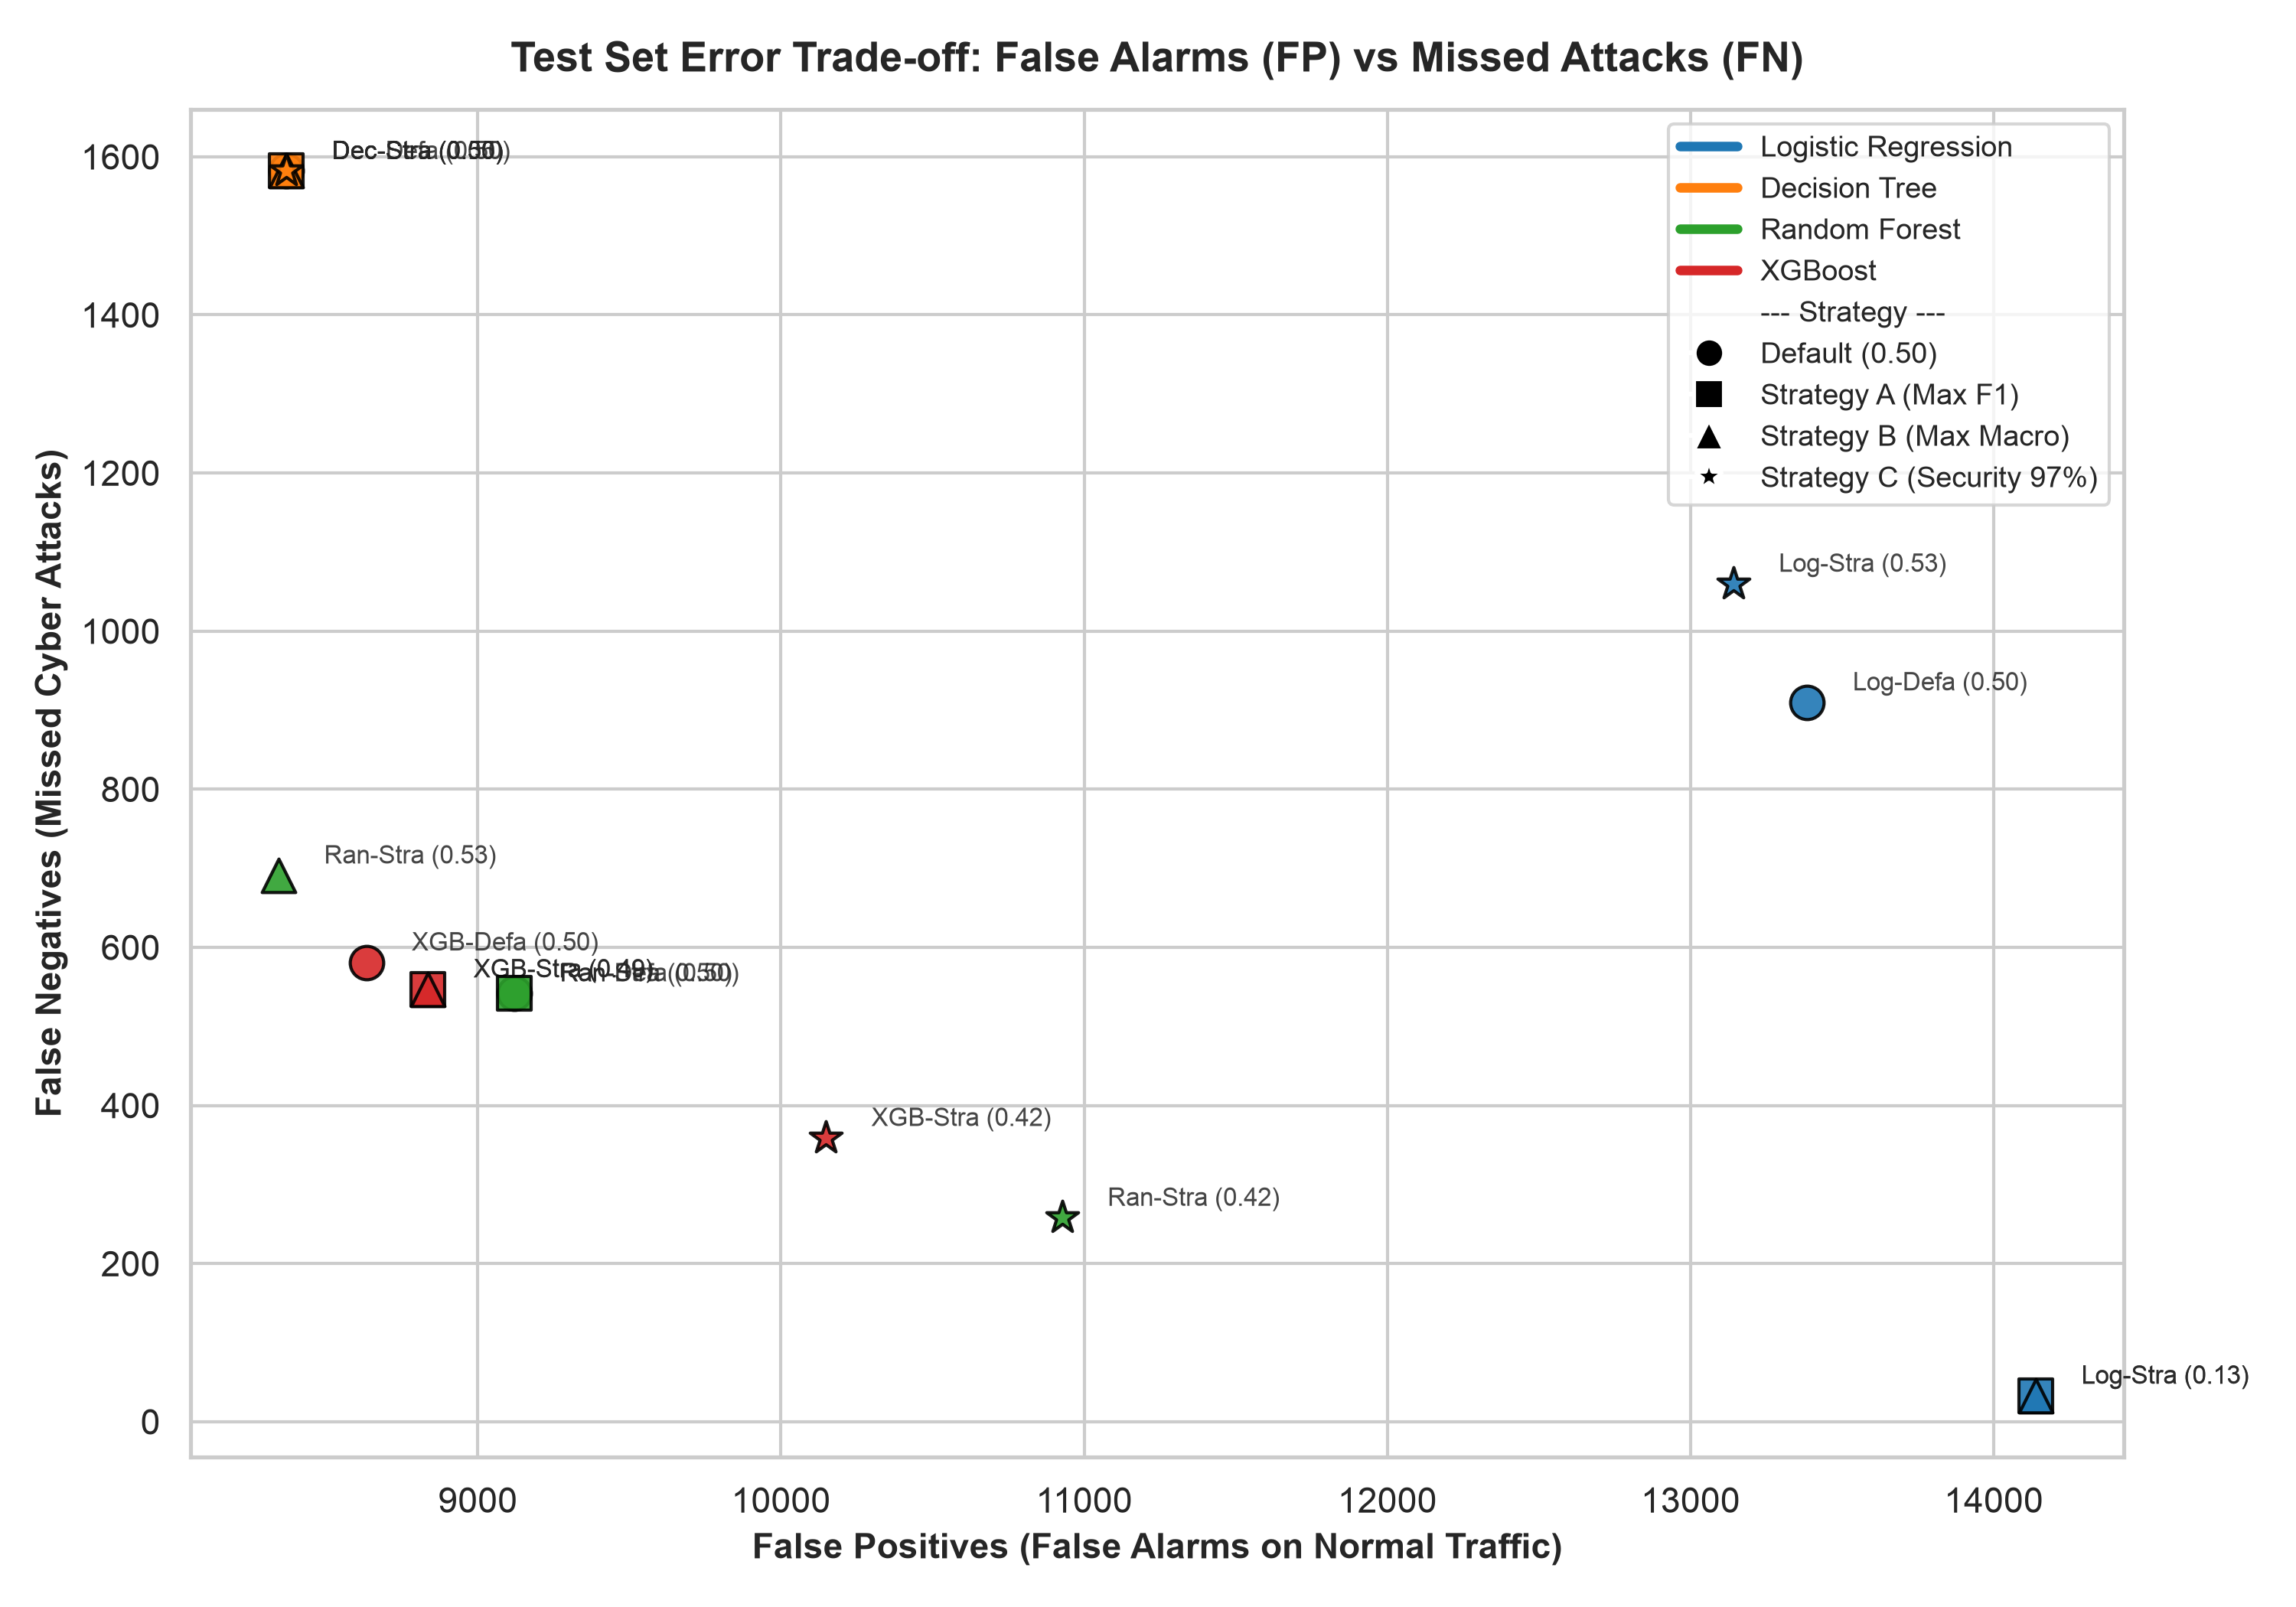 Test Set Error Trade-off: False Alarms (FP) vs Missed Attacks (FN)
False Negatives (Missed Cyber Attacks)
1600
1400
1200
1000
800
600
400
200
0
Logistic Regression
Decision Tree
Random Forest
XGBoost
--- Strategy ---
Default (0.50)
Strategy A (Max F1)
Strategy B (Max Macro)
Strategy C (Security 97%)
Log-Stra (0.53)
Log-Defa (0.50)
Ran-Stra (0.53)
XGB-Defa (0.50)
XGB-Stra (0.49)
XGB-Stra (0.42)
Ran-Stra (0.42)
Log-Stra (0.13)
9000
10000
11000
12000
13000
14000
False Positives (False Alarms on Normal Traffic)